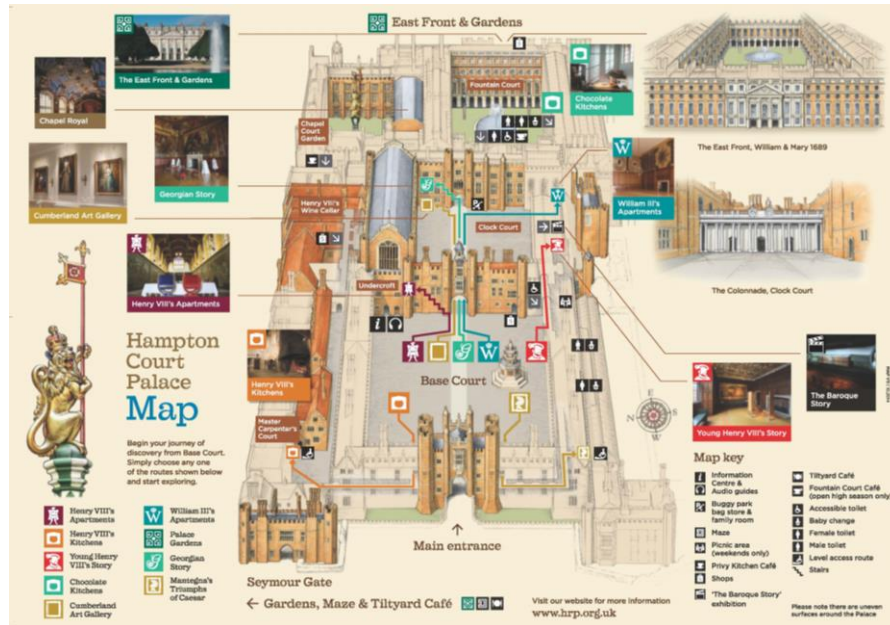 East Front & Gardens
The East Front & Gardens
Chapel Royal
Georgian Story
Cumberland Art Gallery
Henry VIII's Apartments
Henry VIII's
Kitchens
Chapel
Court
Garden
Fountain Court
Chocolate
Kitchens
The East Front, William & Mary 1689
William III's
Apartments
The Colonnade, Clock Court
Henry VIII's
Wine Cellar
Clock Court
Undercroft
Base Court
Master
Carpenter's
Court
Young Henry VIII's Story
The Baroque
Story
N
E
S
W
Hampton
Court
Palace
Map
Begin your journey of
discovery from Base Court.
Simply choose any one
of the routes shown below
and start exploring.
Henry VIII's
Apartments
Henry VIII's
Kitchens
Young Henry
VIII's Story
Chocolate
Kitchens
Cumberland
Art Gallery
William III's
Apartments
Palace
Gardens
Georgian
Story
Mantegna's
Triumphs
of Caesar
Main entrance
Seymour Gate
← Gardens, Maze & Tiltyard Café
Visit our website for more information
www.hrp.org.uk
Map key
Information
Centre &
Audio guides
Buggy park
bag store &
family room
Maze
Picnic area
(weekends only)
Privy Kitchen Café
Shops
'The Baroque Story'
exhibition
Tiltyard Café
Fountain Court Café
(open high season only)
Accessible toilet
Baby change
Female toilet
Male toilet
Level access route
Stairs
Please note there are uneven
surfaces around the Palace